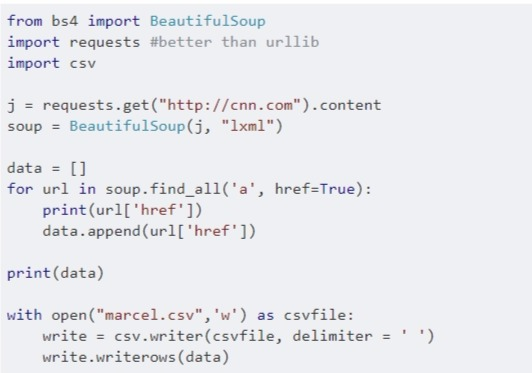 from bs4 import BeautifulSoup
import requests #better than urllib
import csv

j = requests.get("http://cnn.com").content
soup = BeautifulSoup(j, "lxml")

data = []
for url in soup.find_all('a', href=True):
    print(url['href'])
    data.append(url['href'])

print(data)

with open("marcel.csv",'w') as csvfile:
    write = csv.writer(csvfile, delimiter = ' ')
    write.writerows(data)